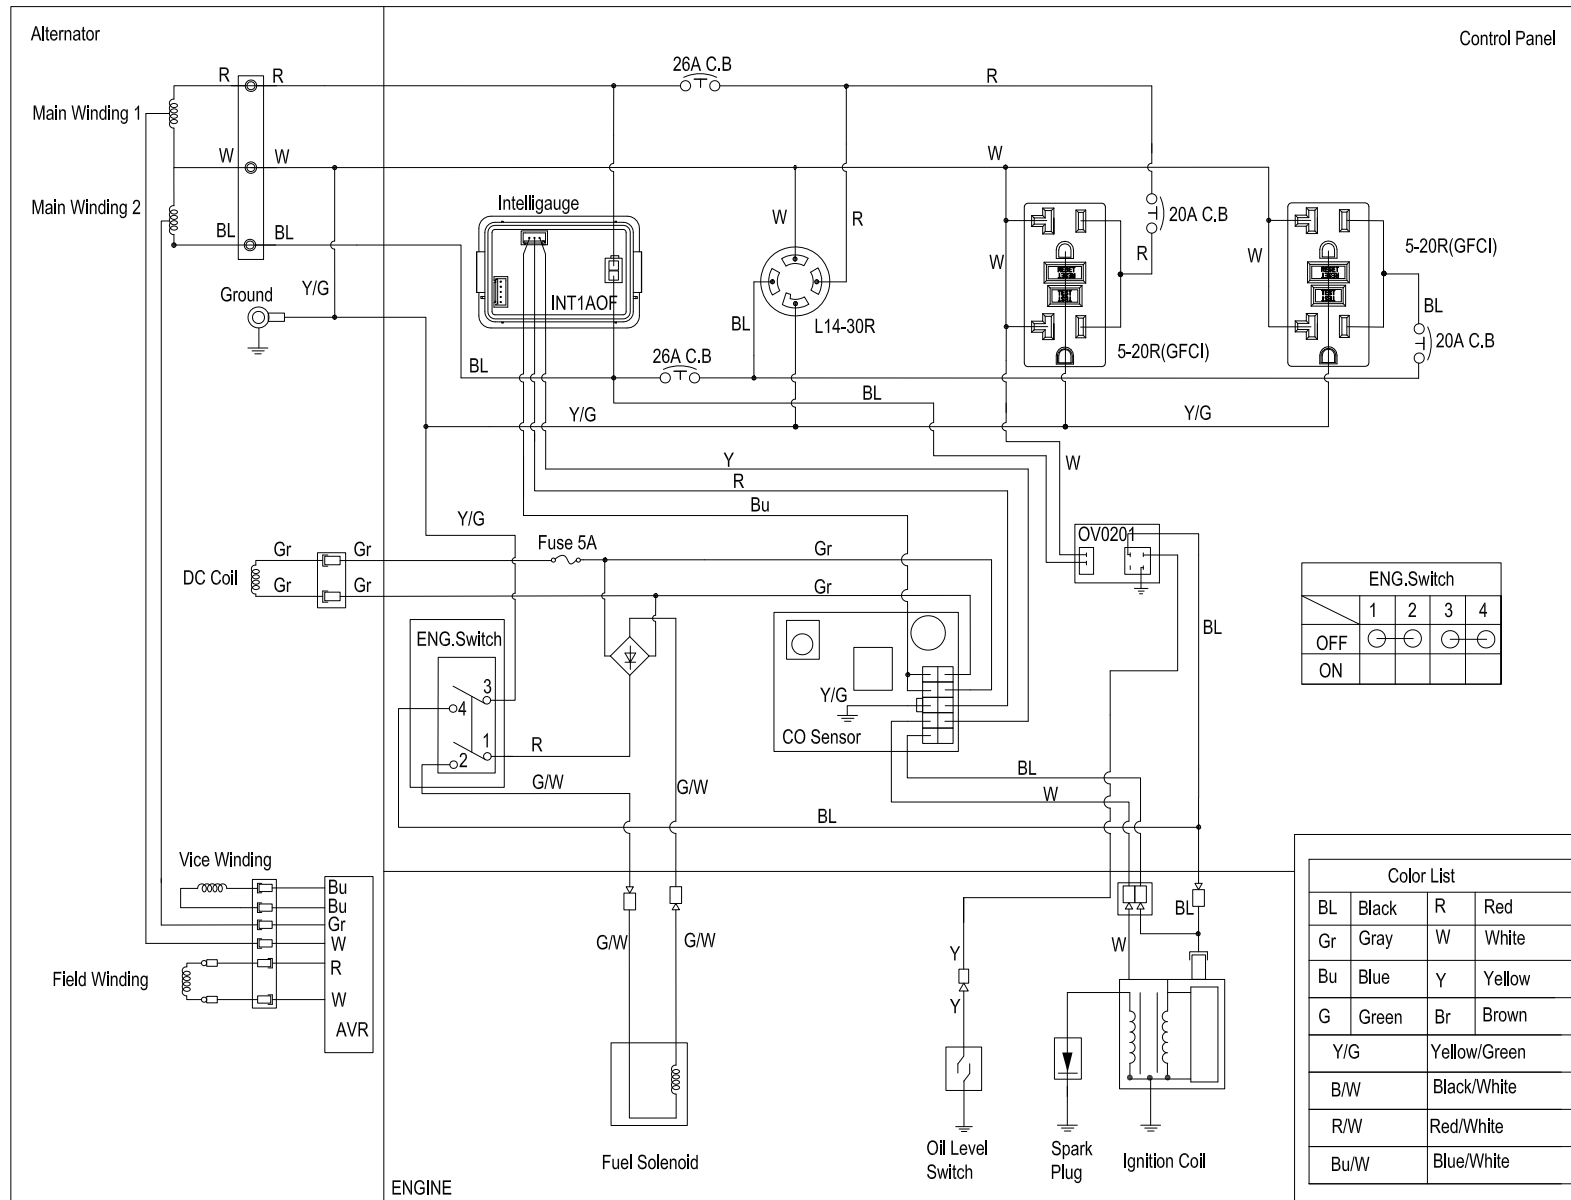 Alternator
Control Panel
26A C.B
R
R
R
Main Winding 1
W
W
W
Main Winding 2
Intelligauge
W
R
20A C.B
BL
BL
R
W
W
5-20R(GFCI)
RESET
TEST
RESET
TEST
Ground
Y/G
INT1AOF
BL
L14-30R
BL
5-20R(GFCI)
20A C.B
26A C.B
BL
BL
Y/G
Y/G
Y
W
R
Bu
Y/G
OV0201
Gr
Gr
Fuse 5A
Gr
DC Coil
Gr
Gr
Gr
ENG.Switch
1 2 3 4
OFF
ON
BL
ENG.Switch
3
4
1
2
R
Y/G
CO Sensor
G/W
G/W
BL
W
BL
Vice Winding
Bu
Bu
Gr
W
R
W
AVR
Field Winding
G/W
G/W
Y
Y
W
BL
Color List
BL Black R Red
Gr Gray W White
Bu Blue Y Yellow
G Green Br Brown
Y/G Yellow/Green
B/W Black/White
R/W Red/White
Bu/W Blue/White
Fuel Solenoid
Oil Level
Switch
Spark
Plug
Ignition Coil
ENGINE